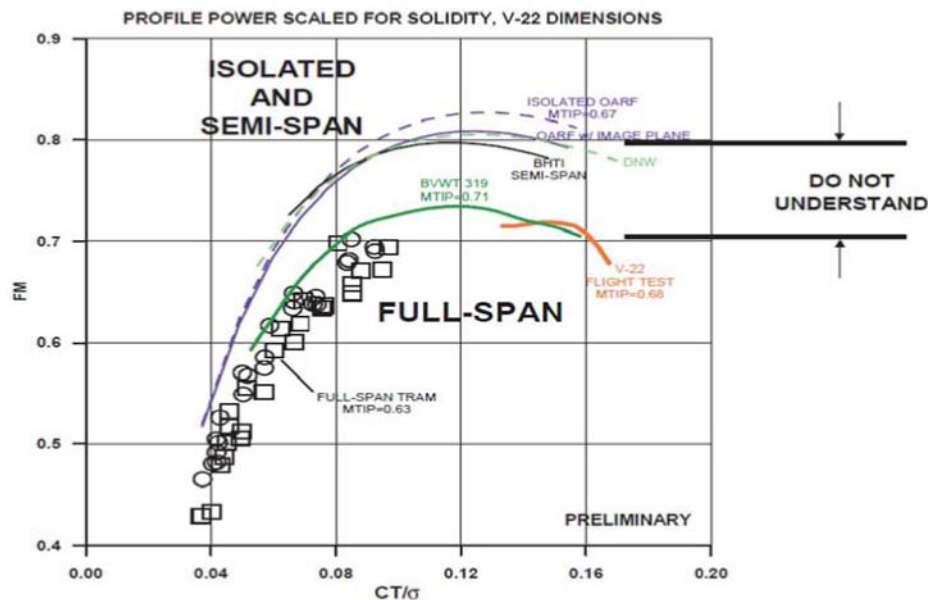 PROFILE POWER SCALED FOR SOLIDITY, V-22 DIMENSIONS
0.9
0.8
0.7
0.6
0.5
0.4
FM
ISOLATED
AND
SEMI-SPAN
ISOLATED OARF
MTIP=0.67
OARF w/ IMAGE PLANE
BHTI
SEMI-SPAN
DNW
BVWT 319
MTIP=0.71
DO NOT
UNDERSTAND
V-22
FLIGHT TEST
MTIP=0.68
FULL-SPAN
FULL-SPAN TRAM
MTIP=0.63
PRELIMINARY
0.00
0.04
0.08
0.12
0.16
0.20
CT/σ